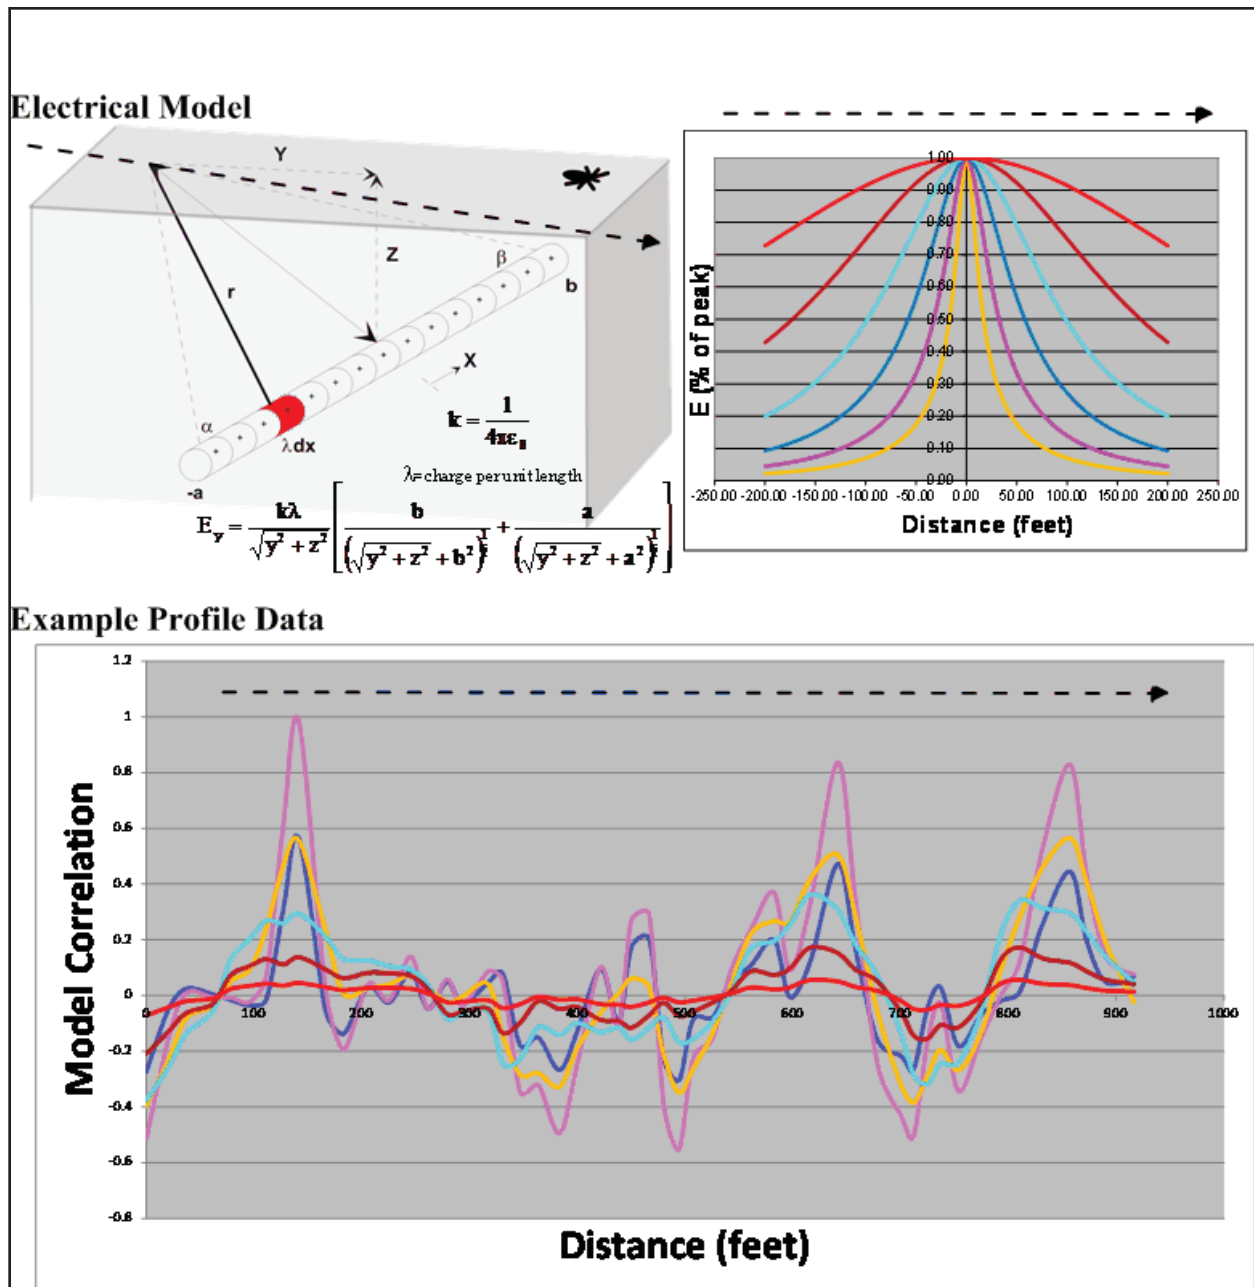 Electrical Model
Y
Z
β
b
r
X
α
λdx
-a
k = 1 / 4πε₀
λ=charge per unit length
E_y = kλ / √(y² + z²) [ b / (√(y² + z²) + b²)^½ + a / (√(y² + z²) + a²)^½ ]
E (% of peak)
1.00
0.90
0.80
0.70
0.60
0.50
0.40
0.30
0.20
0.10
0.00
-250.00 -200.00 -150.00 -100.00 -50.00 0.00 50.00 100.00 150.00 200.00 250.00
Distance (feet)
Example Profile Data
Model Correlation
1.2
1
0.8
0.6
0.4
0.2
0
-0.2
-0.4
-0.6
-0.8
0 100 200 300 400 500 600 700 800 900 1000
Distance (feet)